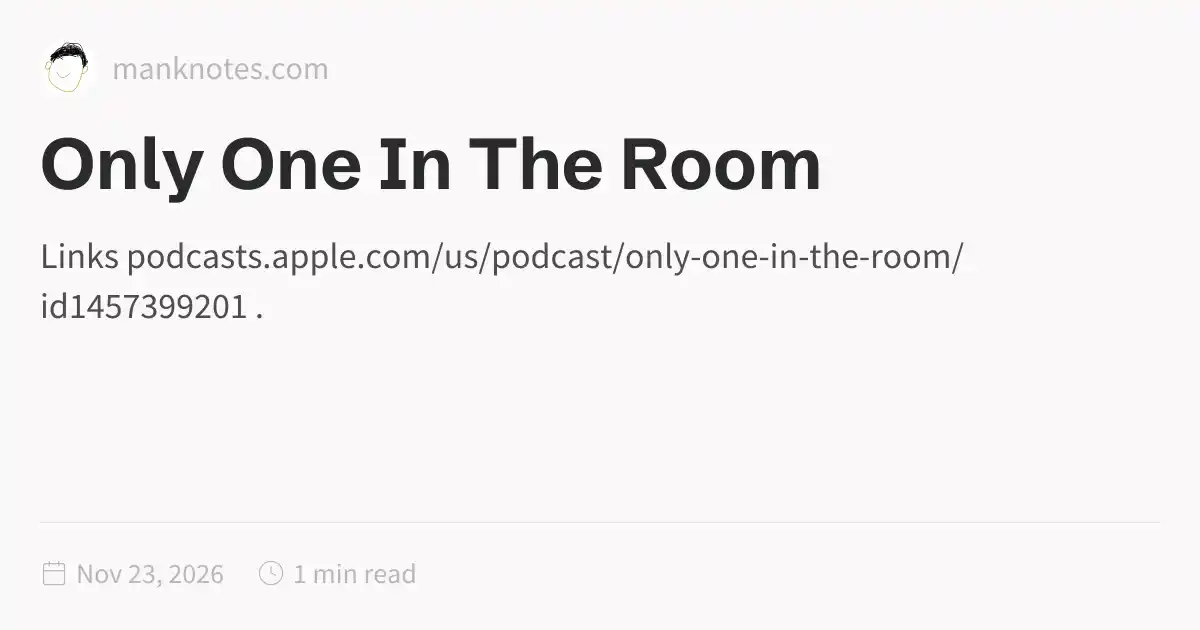 manknotes.com
Only One In The Room
Links podcasts.apple.com/us/podcast/only-one-in-the-room/
id1457399201 .
Nov 23, 2026 1 min read